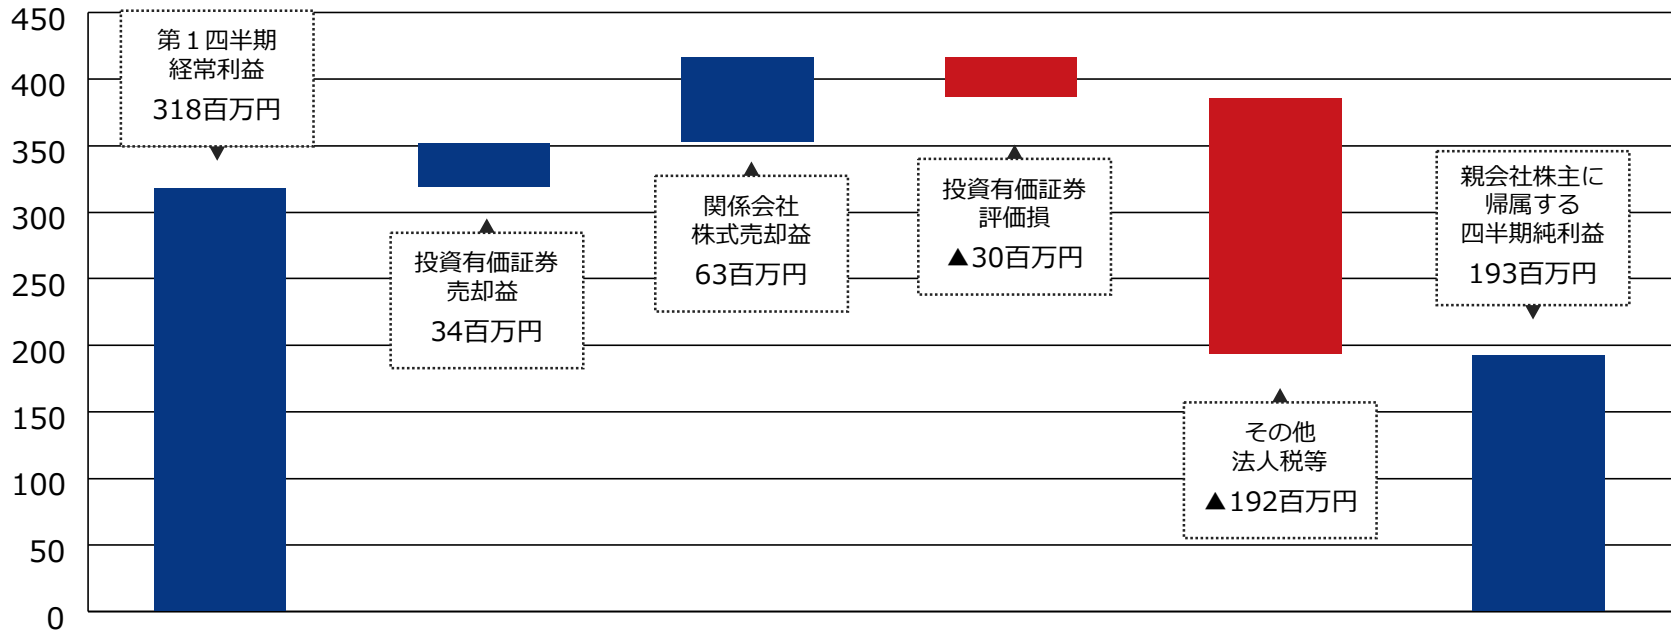 450
400
350
300
250
200
150
100
50
0
第１四半期
経常利益
318百万円
投資有価証券
売却益
34百万円
関係会社
株式売却益
63百万円
投資有価証券
評価損
▲30百万円
その他
法人税等
▲192百万円
親会社株主に
帰属する
四半期純利益
193百万円